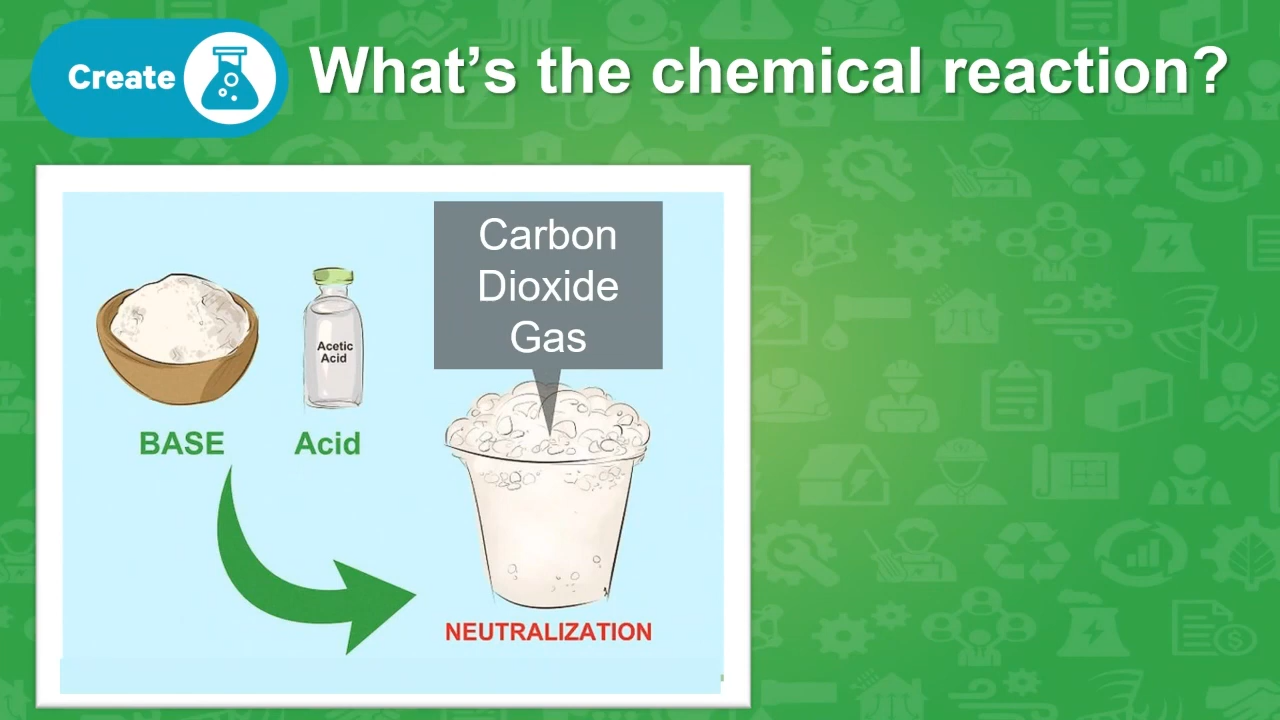 Create
What's the chemical reaction?
Carbon
Dioxide
Gas
Acetic
Acid
BASE
Acid
NEUTRALIZATION